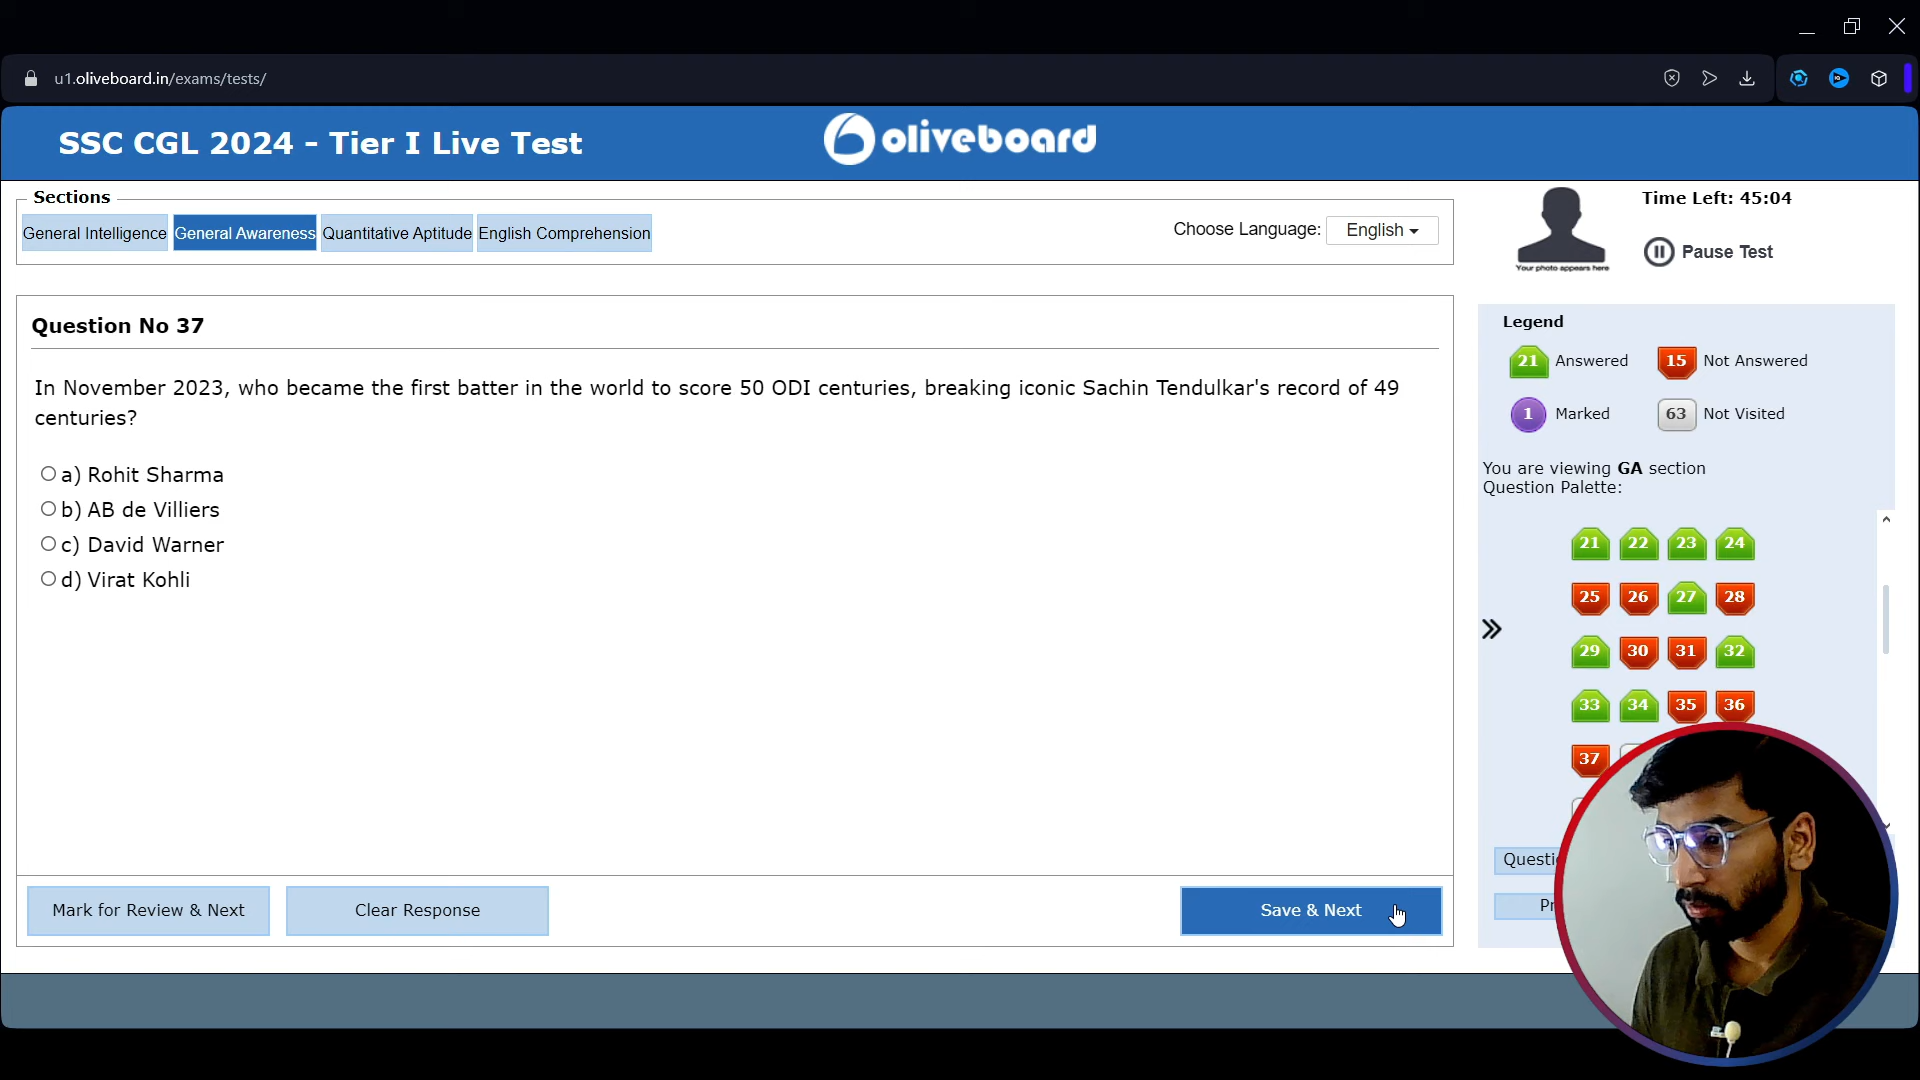 u1.oliveboard.in/exams/tests/
SSC CGL 2024 - Tier I Live Test
oliveboard
Sections
General Intelligence General Awareness Quantitative Aptitude English Comprehension
Choose Language: English
Your photo appears here
Time Left: 45:04
Pause Test
Question No 37
In November 2023, who became the first batter in the world to score 50 ODI centuries, breaking iconic Sachin Tendulkar's record of 49
centuries?
a) Rohit Sharma
b) AB de Villiers
c) David Warner
d) Virat Kohli
Mark for Review & Next
Clear Response
Save & Next
Legend
21 Answered 15 Not Answered
1 Marked 63 Not Visited
You are viewing GA section
Question Palette:
21 22 23 24
25 26 27 28
29 30 31 32
33 34 35 36
37